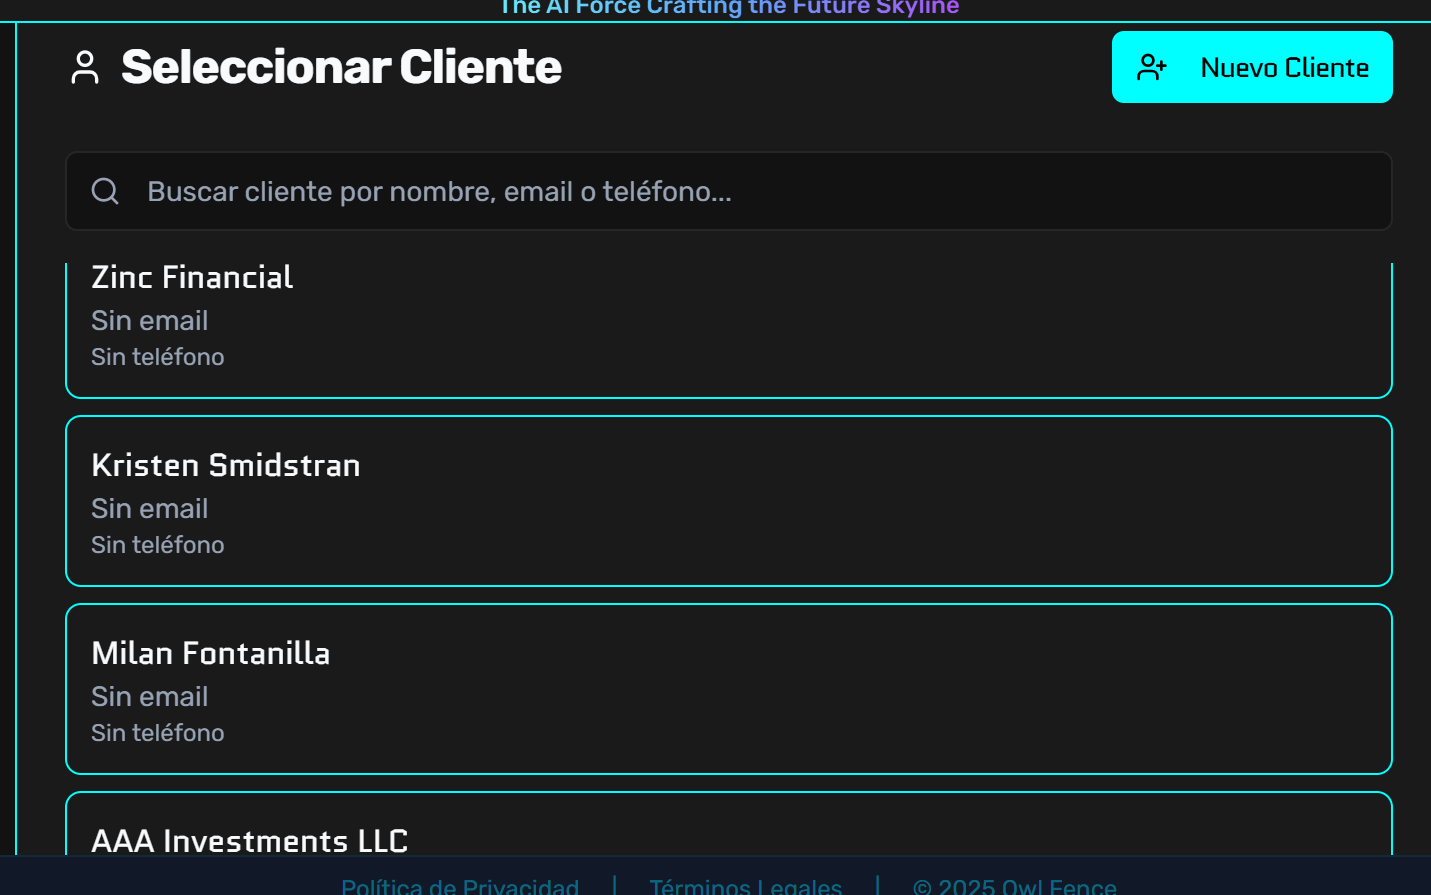 The AI Force Crafting the Future Skyline
Seleccionar Cliente
Nuevo Cliente
Buscar cliente por nombre, email o teléfono...
Zinc Financial
Sin email
Sin teléfono
Kristen Smidstran
Sin email
Sin teléfono
Milan Fontanilla
Sin email
Sin teléfono
AAA Investments LLC
Política de Privacidad | Términos Legales | © 2025 Owl Fence